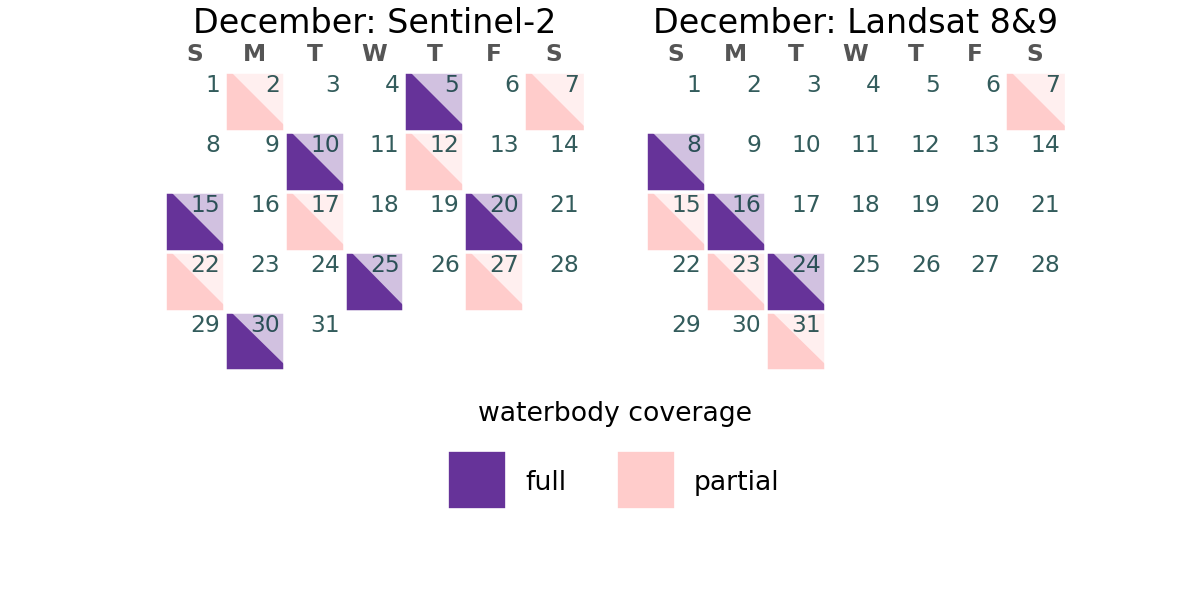 December: Sentinel-2
S M T W T F S
1 2 3 4 5 6 7
8 9 10 11 12 13 14
15 16 17 18 19 20 21
22 23 24 25 26 27 28
29 30 31
December: Landsat 8&9
S M T W T F S
1 2 3 4 5 6 7
8 9 10 11 12 13 14
15 16 17 18 19 20 21
22 23 24 25 26 27 28
29 30 31
waterbody coverage
full
partial